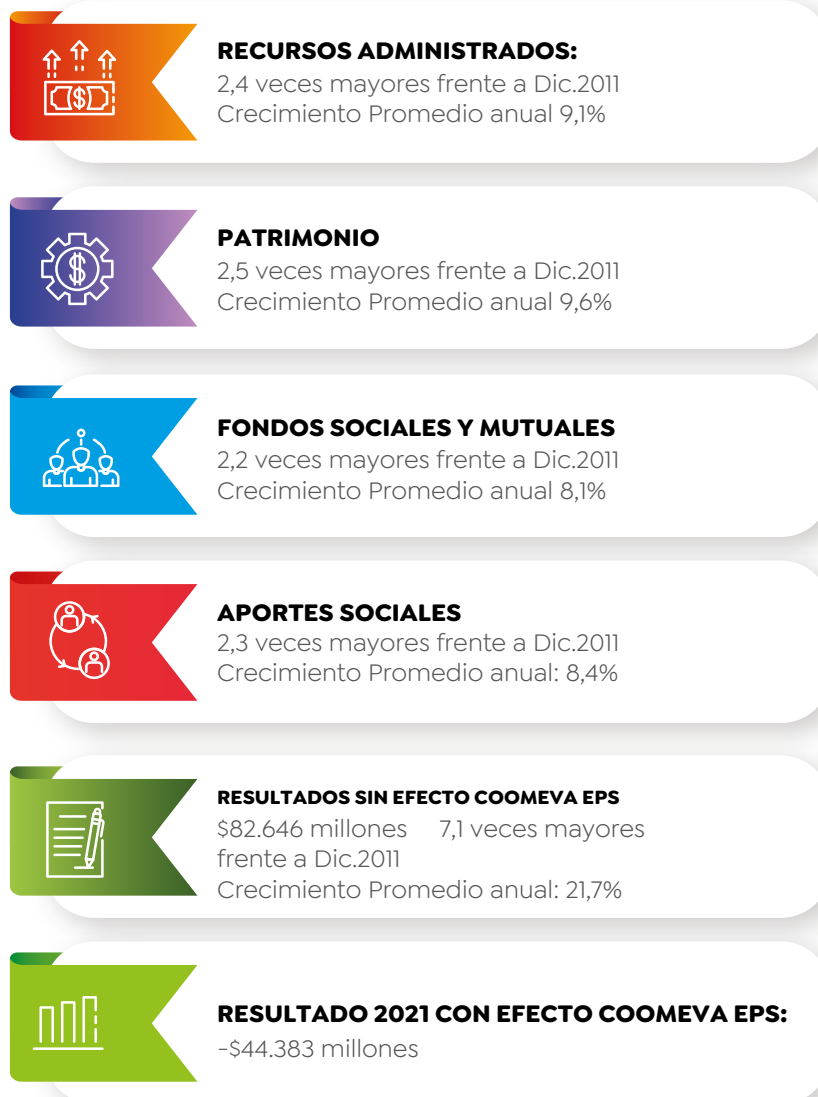 RECURSOS ADMINISTRADOS:
2,4 veces mayores frente a Dic.2011
Crecimiento Promedio anual 9,1%
PATRIMONIO
2,5 veces mayores frente a Dic.2011
Crecimiento Promedio anual 9,6%
FONDOS SOCIALES Y MUTUALES
2,2 veces mayores frente a Dic.2011
Crecimiento Promedio anual 8,1%
APORTES SOCIALES
2,3 veces mayores frente a Dic.2011
Crecimiento Promedio anual: 8,4%
RESULTADOS SIN EFECTO COOMEVA EPS
$82.646 millones 7,1 veces mayores
frente a Dic.2011
Crecimiento Promedio anual: 21,7%
RESULTADO 2021 CON EFECTO COOMEVA EPS:
-$44.383 millones